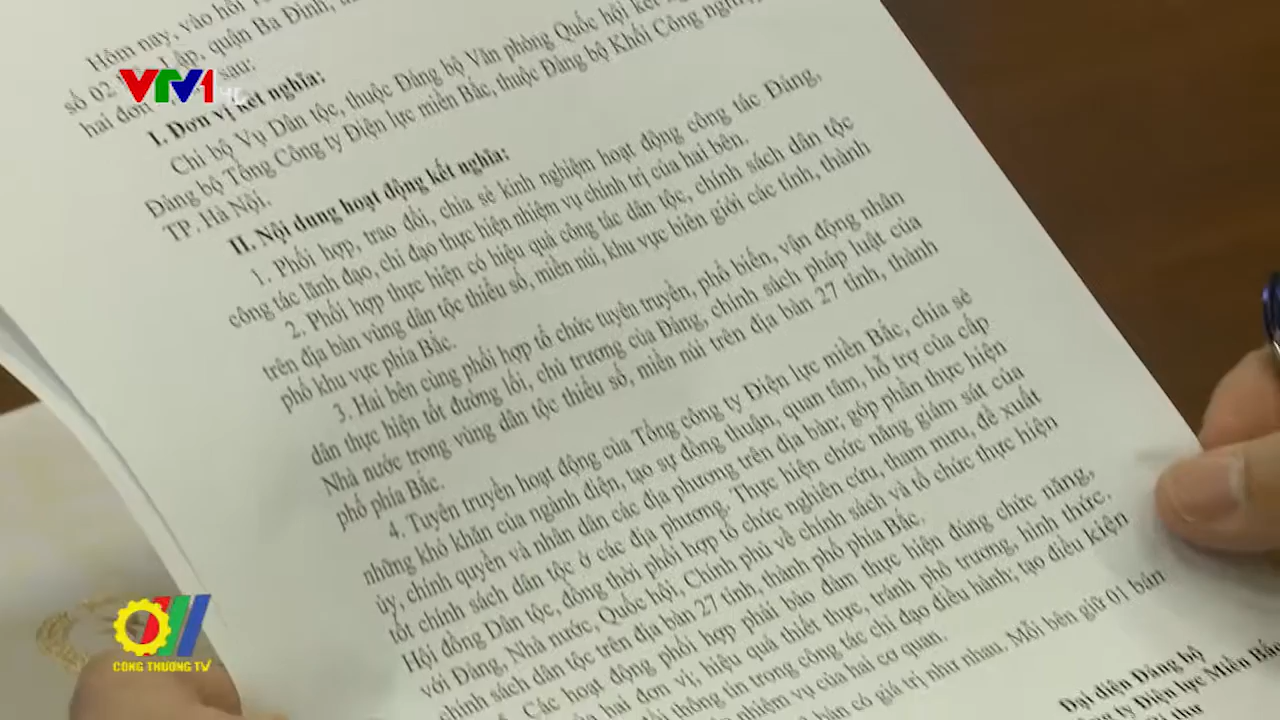 Hôm nay, vào hồi
số 02 Lập, quận Ba Đình,
hai đơn sau:
I. Đơn vị kết nghĩa:
Chi bộ Vụ Dân tộc, thuộc Đảng bộ Văn phòng Quốc hội kết
Đảng bộ Tổng Công ty Điện lực miền Bắc, thuộc Đảng bộ Khối Công nghiệp
TP. Hà Nội.
II. Nội dung hoạt động kết nghĩa:
1. Phối hợp, trao đổi, chia sẻ kinh nghiệm hoạt động công tác Đảng,
công tác lãnh đạo, chỉ đạo thực hiện nhiệm vụ chính trị của hai bên.
2. Phối hợp thực hiện có hiệu quả công tác dân tộc, chính sách dân tộc
trên địa bàn vùng dân tộc thiểu số, miền núi, khu vực biên giới các tỉnh, thành
phố khu vực phía Bắc.
3. Hai bên cùng phối hợp tổ chức tuyên truyền, phổ biến, vận động nhân
dân thực hiện tốt đường lối, chủ trương của Đảng, chính sách pháp luật của
Nhà nước trong vùng dân tộc thiểu số, miền núi trên địa bàn 27 tỉnh, thành
phố phía Bắc.
4. Tuyên truyền hoạt động của Tổng công ty Điện lực miền Bắc, chia sẻ
những khó khăn của ngành điện, tạo sự đồng thuận, quan tâm, hỗ trợ của cấp
ủy, chính quyền và nhân dân các địa phương trên địa bàn; góp phần thực hiện
tốt chính sách dân tộc ở các địa phương. Thực hiện chức năng giám sát của
Hội đồng Dân tộc, đồng thời phối hợp tổ chức nghiên cứu, tham mưu, đề xuất
với Đảng, Nhà nước, Quốc hội, Chính phủ về chính sách và tổ chức thực hiện
chính sách dân tộc trên địa bàn 27 tỉnh, thành phố phía Bắc.
Các hoạt động phối hợp phải bảo đảm thực hiện đúng chức năng,
của hai đơn vị; hiệu quả thiết thực, tránh phô trương, hình thức.
thông tin trong công tác chỉ đạo điều hành; tạo điều kiện
nhiệm vụ của hai cơ quan.
bản có giá trị như nhau. Mỗi bên giữ 01 bản
Đại diện Đảng bộ
ty Điện lực Miền Bắc
thư
VTV1
HD
CÔNG THƯƠNG TV